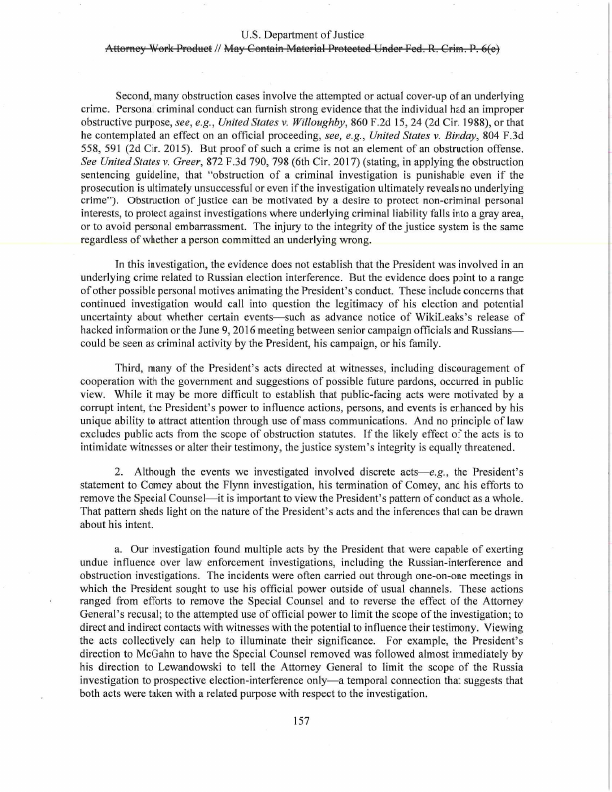 U.S. Department of Justice
Attorney Work Product // May Contain Material Protected Under Fed. R. Crim. P. 6(e)
Second, many obstruction cases involve the attempted or actual cover-up of an underlying
crime. Personal criminal conduct can furnish strong evidence that the individual had an improper
obstructive purpose, see, e.g., United States v. Willoughby, 860 F.2d 15, 24 (2d Cir. 1988), or that
he contemplated an effect on an official proceeding, see, e.g., United States v. Binday, 804 F.3d
558, 591 (2d Cir. 2015). But proof of such a crime is not an element of an obstruction offense.
See United States v. Greer, 872 F.3d 790, 798 (6th Cir. 2017) (stating, in applying the obstruction
sentencing guideline, that "obstruction of a criminal investigation is punishable even if the
prosecution is ultimately unsuccessful or even if the investigation ultimately reveals no underlying
crime"). Obstruction of justice can be motivated by a desire to protect non-criminal personal
interests, to protect against investigations where underlying criminal liability falls into a gray area,
or to avoid personal embarrassment. The injury to the integrity of the justice system is the same
regardless of whether a person committed an underlying wrong.
In this investigation, the evidence does not establish that the President was involved in an
underlying crime related to Russian election interference. But the evidence does point to a range
of other possible personal motives animating the President's conduct. These include concerns that
continued investigation would call into question the legitimacy of his election and potential
uncertainty about whether certain events—such as advance notice of WikiLeaks's release of
hacked information or the June 9, 2016 meeting between senior campaign officials and Russians—
could be seen as criminal activity by the President, his campaign, or his family.
Third, many of the President's acts directed at witnesses, including discouragement of
cooperation with the government and suggestions of possible future pardons, occurred in public
view. While it may be more difficult to establish that public-facing acts were motivated by a
corrupt intent, the President's power to influence actions, persons, and events is enhanced by his
unique ability to attract attention through use of mass communications. And no principle of law
excludes public acts from the scope of obstruction statutes. If the likely effect of the acts is to
intimidate witnesses or alter their testimony, the justice system's integrity is equally threatened.
2. Although the events we investigated involved discrete acts—e.g., the President's
statement to Comey about the Flynn investigation, his termination of Comey, and his efforts to
remove the Special Counsel—it is important to view the President's pattern of conduct as a whole.
That pattern sheds light on the nature of the President's acts and the inferences that can be drawn
about his intent.
a. Our investigation found multiple acts by the President that were capable of exerting
undue influence over law enforcement investigations, including the Russian-interference and
obstruction investigations. The incidents were often carried out through one-on-one meetings in
which the President sought to use his official power outside of usual channels. These actions
ranged from efforts to remove the Special Counsel and to reverse the effect of the Attorney
General's recusal; to the attempted use of official power to limit the scope of the investigation; to
direct and indirect contacts with witnesses with the potential to influence their testimony. Viewing
the acts collectively can help to illuminate their significance. For example, the President's
direction to McGahn to have the Special Counsel removed was followed almost immediately by
his direction to Lewandowski to tell the Attorney General to limit the scope of the Russia
investigation to prospective election-interference only—a temporal connection that suggests that
both acts were taken with a related purpose with respect to the investigation.
157